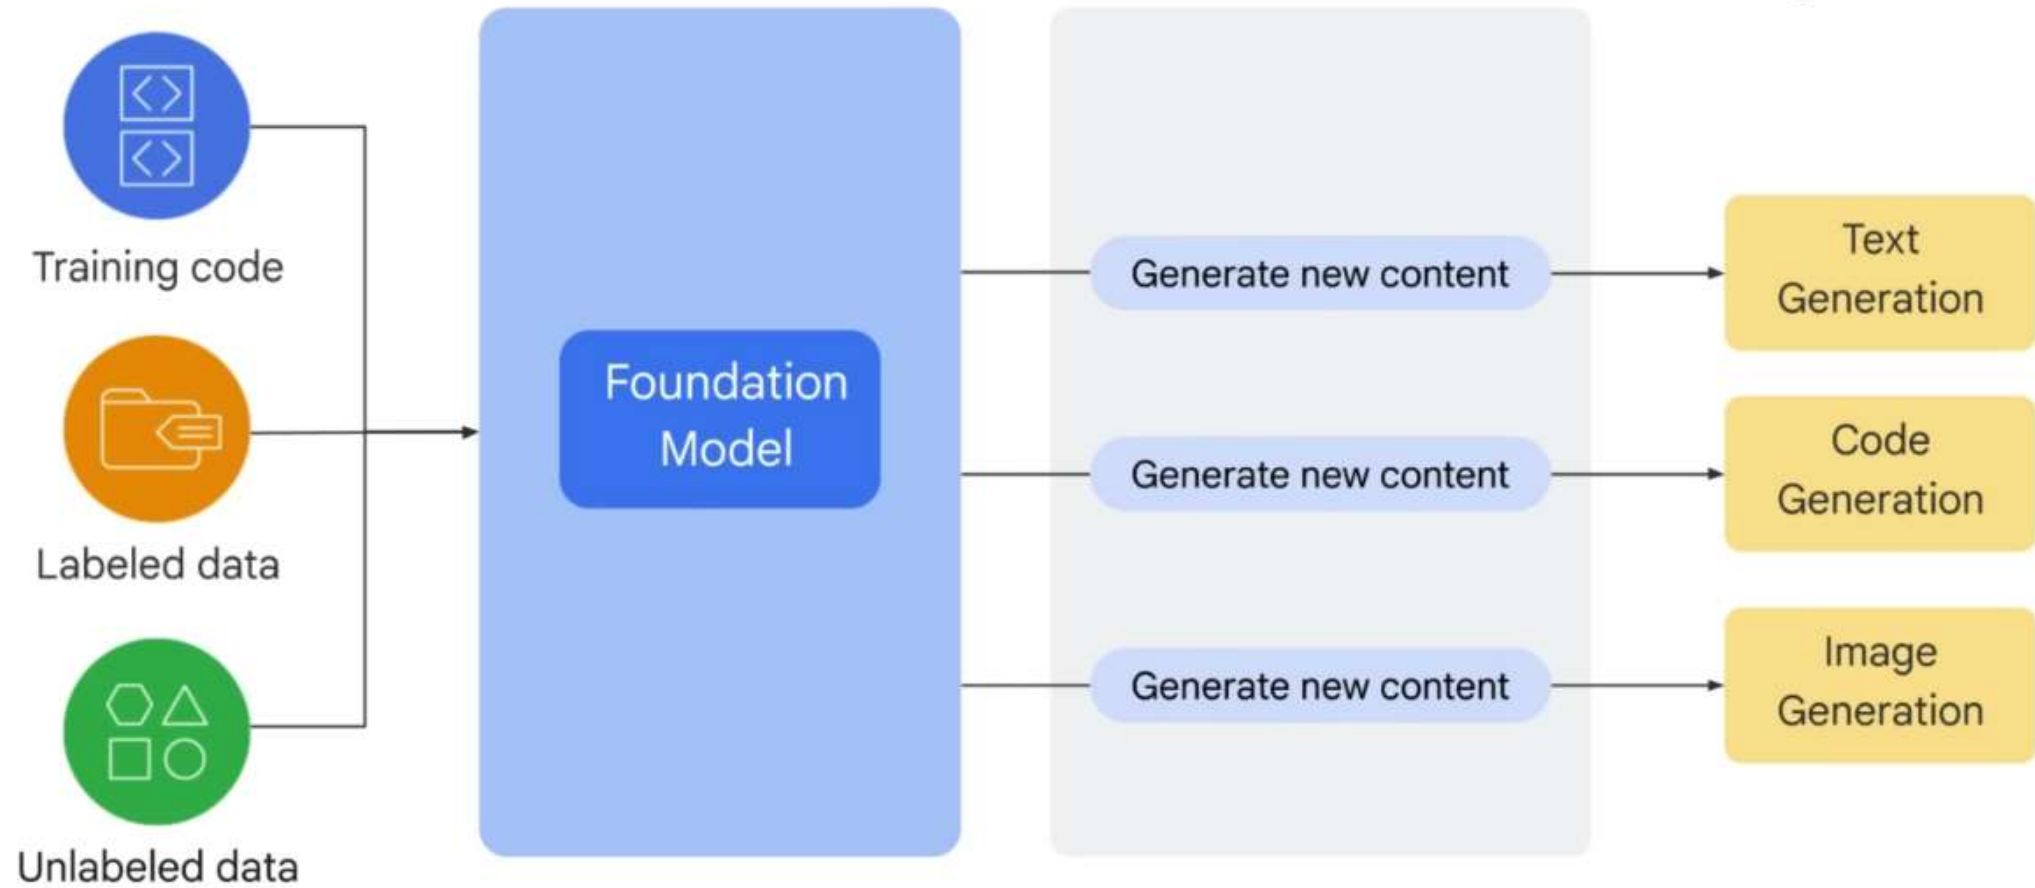 Training code
Labeled data
Unlabeled data
Foundation
Model
Generate new content
Generate new content
Generate new content
Text
Generation
Code
Generation
Image
Generation